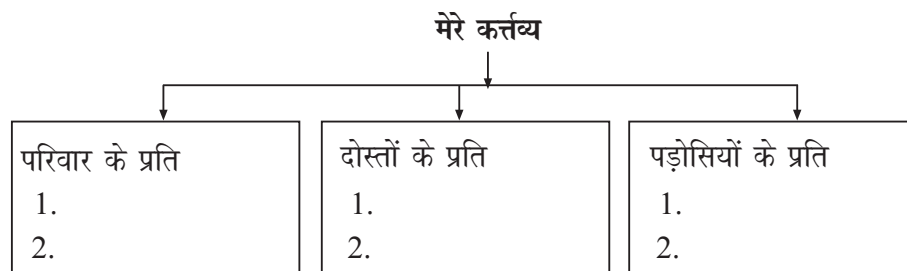 मेरे कर्त्तव्य
परिवार के प्रति
1.
2.
दोस्तों के प्रति
1.
2.
पड़ोसियों के प्रति
1.
2.